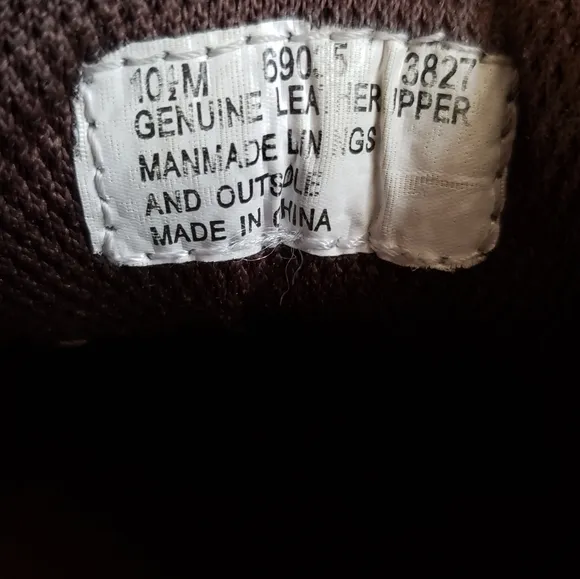 10½M 3827
GENUINE LEATHER UPPER
MANMADE LININGS
AND OUTSOLE
MADE IN CHINA